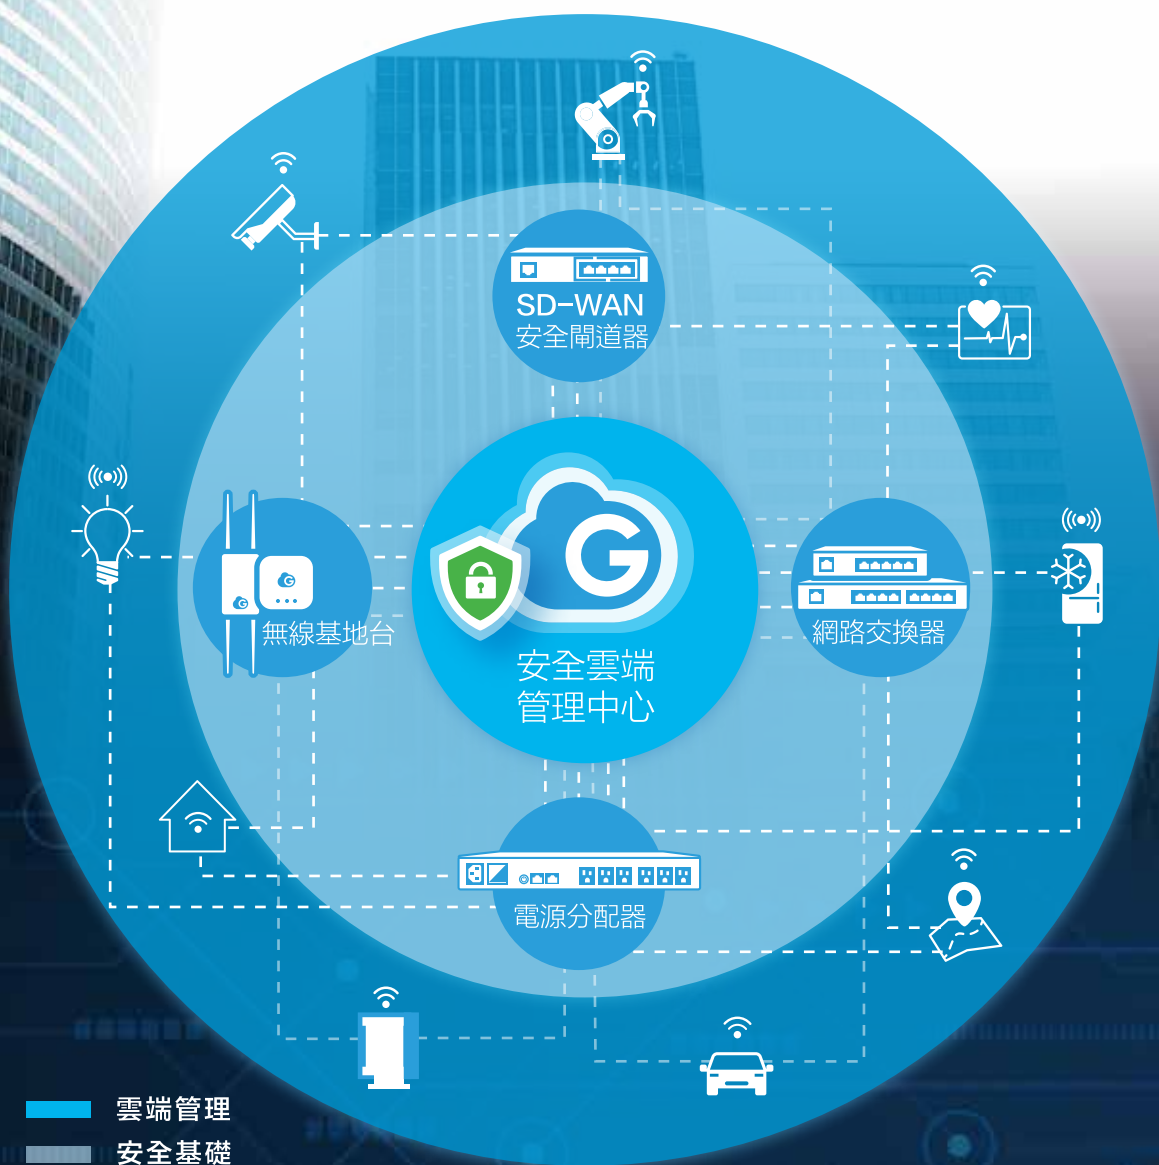 SD-WAN
安全閘道器
無線基地台
G
安全雲端
管理中心
網路交換器
電源分配器
雲端管理
安全基礎